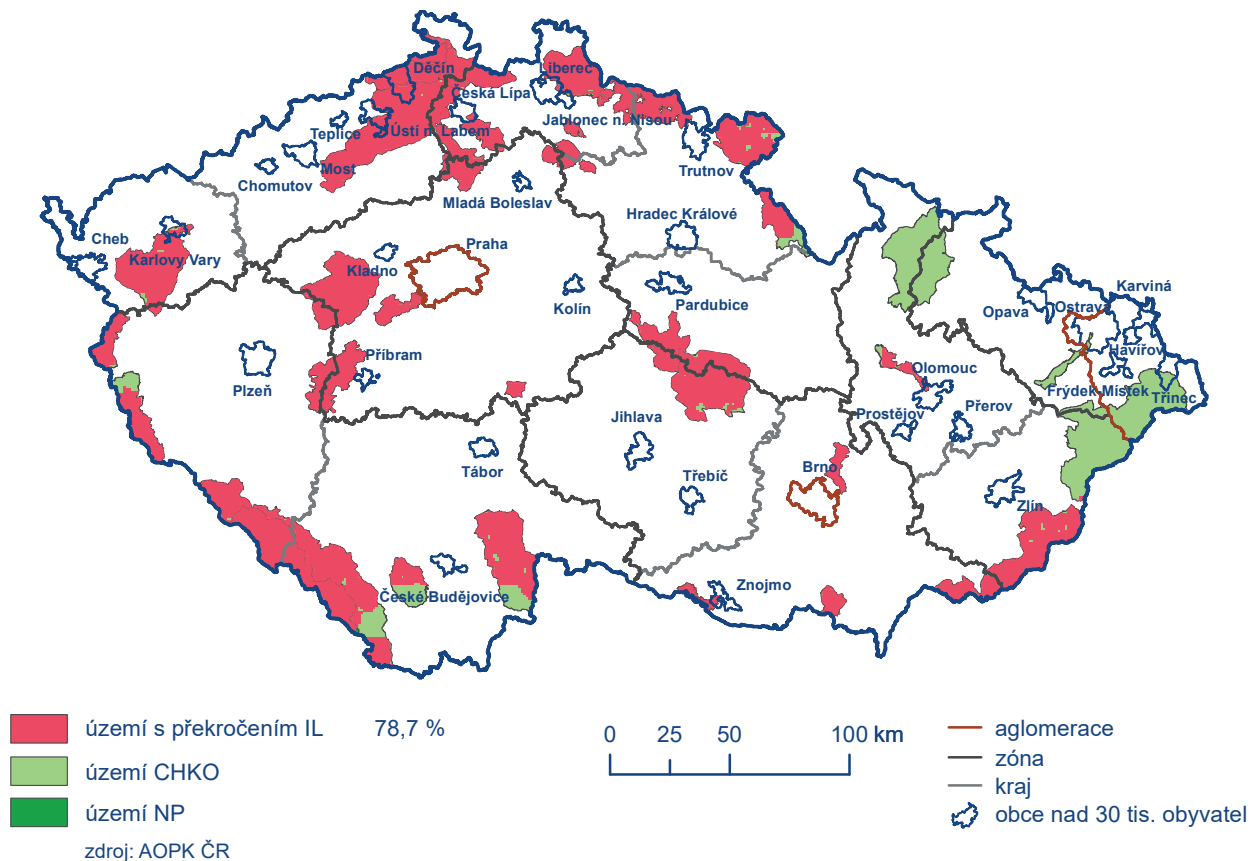 Děčín
Liberec
Česká Lípa
Teplice
Ústí n. Labem
Jablonec n. Nisou
Most
Trutnov
Chomutov
Mladá Boleslav
Hradec Králové
Cheb
Karlovy Vary
Praha
Kladno
Kolín
Pardubice
Karviná
Opava
Ostrava
Havířov
Příbram
Plzeň
Olomouc
Frýdek-Místek
Třinec
Jihlava
Prostějov
Přerov
Tábor
Třebíč
Brno
Zlín
České Budějovice
Znojmo
území s překročením IL 78,7 %
území CHKO
území NP
zdroj: AOPK ČR
0 25 50 100 km
aglomerace
zóna
kraj
obce nad 30 tis. obyvatel